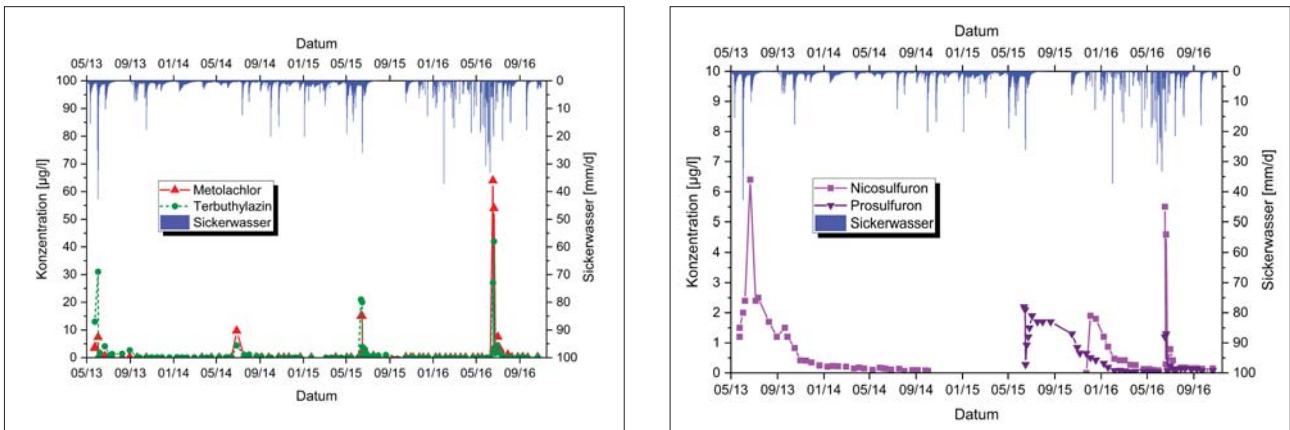 Datum
05/13 09/13 01/14 09/14 01/15 05/15 09/15 01/16 05/16 09/16
100 0
90 10
80 20
70 30
60 40
50 50
40 60
30 70
20 80
10 90
0 100
Konzentration [µg/l]
Sickerwasser [mm/d]
Metolachlor
Terbuthylazin
Sickerwasser
05/13 09/13 01/14 05/14 09/14 01/15 05/15 09/15 01/16 05/16 09/16
Datum
Datum
05/13 09/13 01/14 05/14 09/14 01/15 05/15 09/15 01/16 05/16 09/16
10 0
9 10
8 20
7 30
6 40
5 50
4 60
3 70
2 80
1 90
0 100
Konzentration [µg/l]
Sickerwasser [mm/d]
Nicosulfuron
Prosulfuron
Sickerwasser
05/13 09/13 01/14 05/14 09/14 01/15 05/15 09/15 01/16 05/16 09/16
Datum